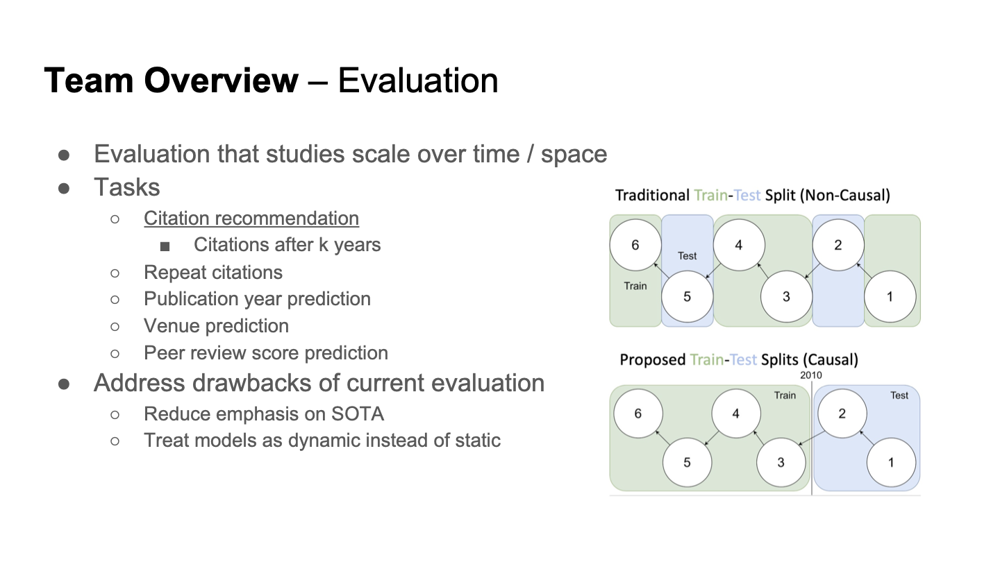 Team Overview – Evaluation
● Evaluation that studies scale over time / space
● Tasks
○ Citation recommendation
■ Citations after k years
○ Repeat citations
○ Publication year prediction
○ Venue prediction
○ Peer review score prediction
● Address drawbacks of current evaluation
○ Reduce emphasis on SOTA
○ Treat models as dynamic instead of static
Traditional Train-Test Split (Non-Causal)
6 4 2
Test
Train
5 3 1
Proposed Train-Test Splits (Causal)
2010
Train Test
6 4 2
5 3 1